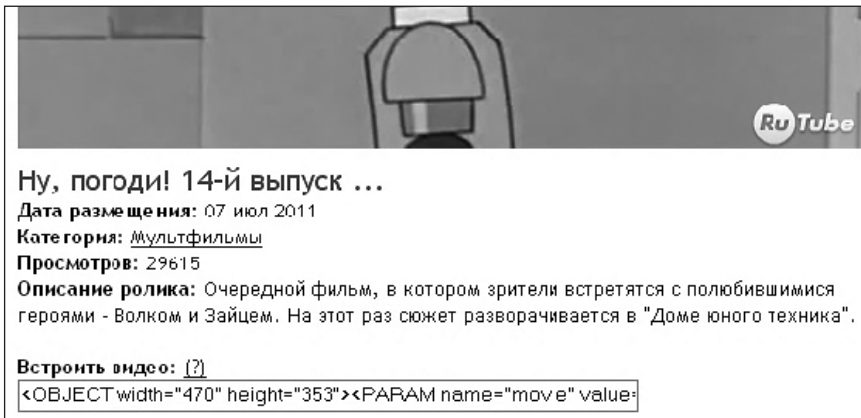 RuTube
Ну, погоди! 14-й выпуск ...
Дата размещения: 07 июл 2011
Категория: Мультфильмы
Просмотров: 29615
Описание ролика: Очередной фильм, в котором зрители встретятся с полюбившимися
героями - Волком и Зайцем. На этот раз сюжет разворачивается в "Доме юного техника".
Встроить видео: (?)
<OBJECT width="470" height="353"><PARAM name="move" value=